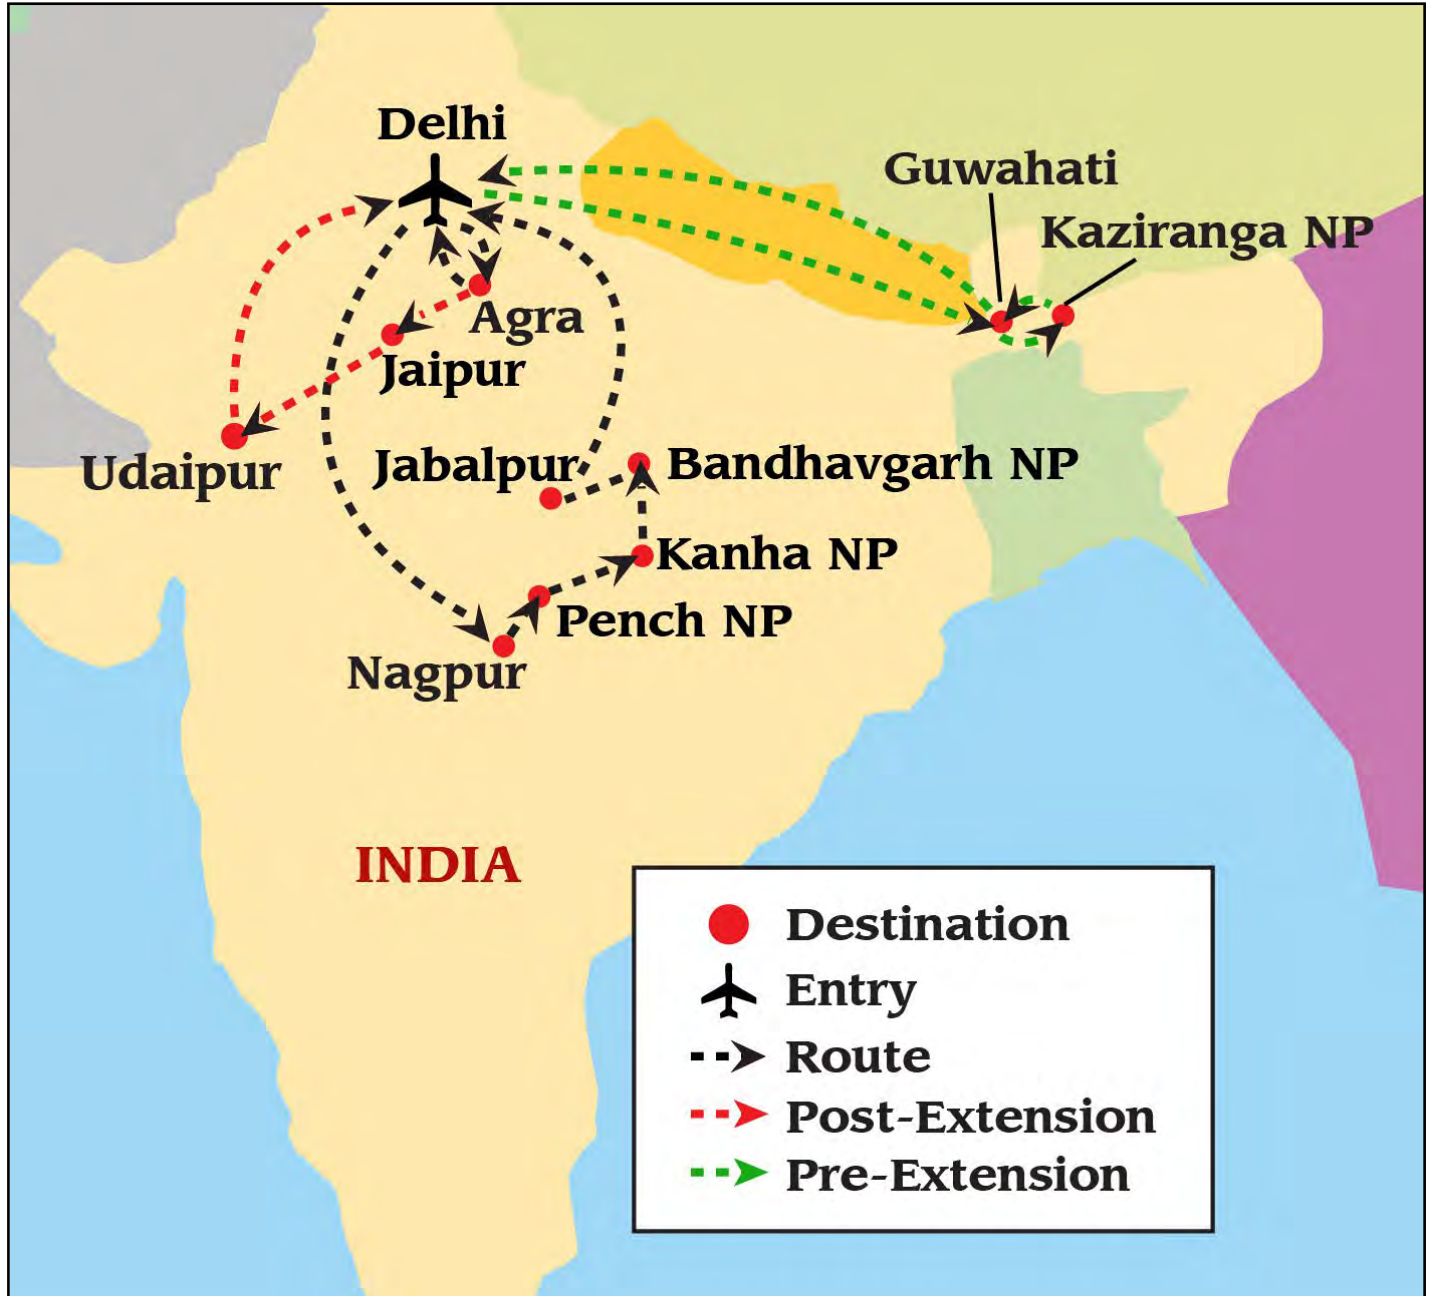 Delhi
Guwahati
Kaziranga NP
Agra
Jaipur
Udaipur
Jabalpur
Bandhavgarh NP
Kanha NP
Pench NP
Nagpur
INDIA
Destination
Entry
Route
Post-Extension
Pre-Extension